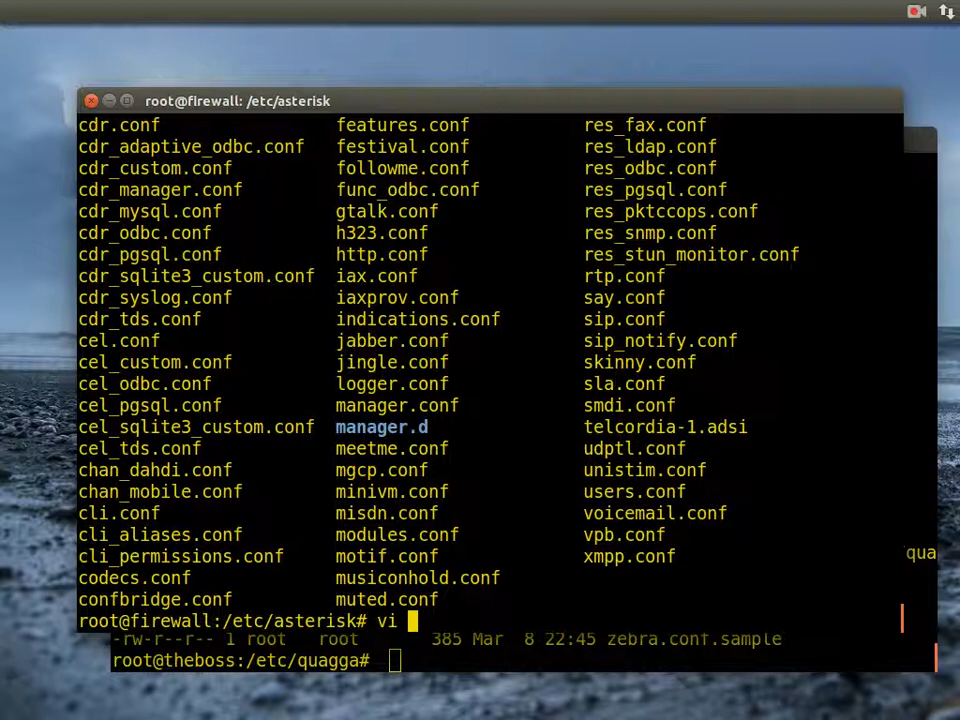 root@firewall: /etc/asterisk
cdr.conf features.conf res_fax.conf
cdr_adaptive_odbc.conf festival.conf res_ldap.conf
cdr_custom.conf followme.conf res_odbc.conf
cdr_manager.conf func_odbc.conf res_pgsql.conf
cdr_mysql.conf gtalk.conf res_pktccops.conf
cdr_odbc.conf h323.conf res_snmp.conf
cdr_pgsql.conf http.conf res_stun_monitor.conf
cdr_sqlite3_custom.conf iax.conf rtp.conf
cdr_syslog.conf iaxprov.conf say.conf
cdr_tds.conf indications.conf sip.conf
cel.conf jabber.conf sip_notify.conf
cel_custom.conf jingle.conf skinny.conf
cel_odbc.conf logger.conf sla.conf
cel_pgsql.conf manager.conf smdi.conf
cel_sqlite3_custom.conf manager.d telcordia-1.adsi
cel_tds.conf meetme.conf udptl.conf
chan_dahdi.conf mgcp.conf unistim.conf
chan_mobile.conf minivm.conf users.conf
cli.conf misdn.conf voicemail.conf
cli_aliases.conf modules.conf vpb.conf
cli_permissions.conf motif.conf xmpp.conf qua
codecs.conf musiconhold.conf
confbridge.conf muted.conf
root@firewall:/etc/asterisk# vi
-rw-r--r-- 1 root root 385 Mar 8 22:45 zebra.conf.sample
root@theboss:/etc/quagga#